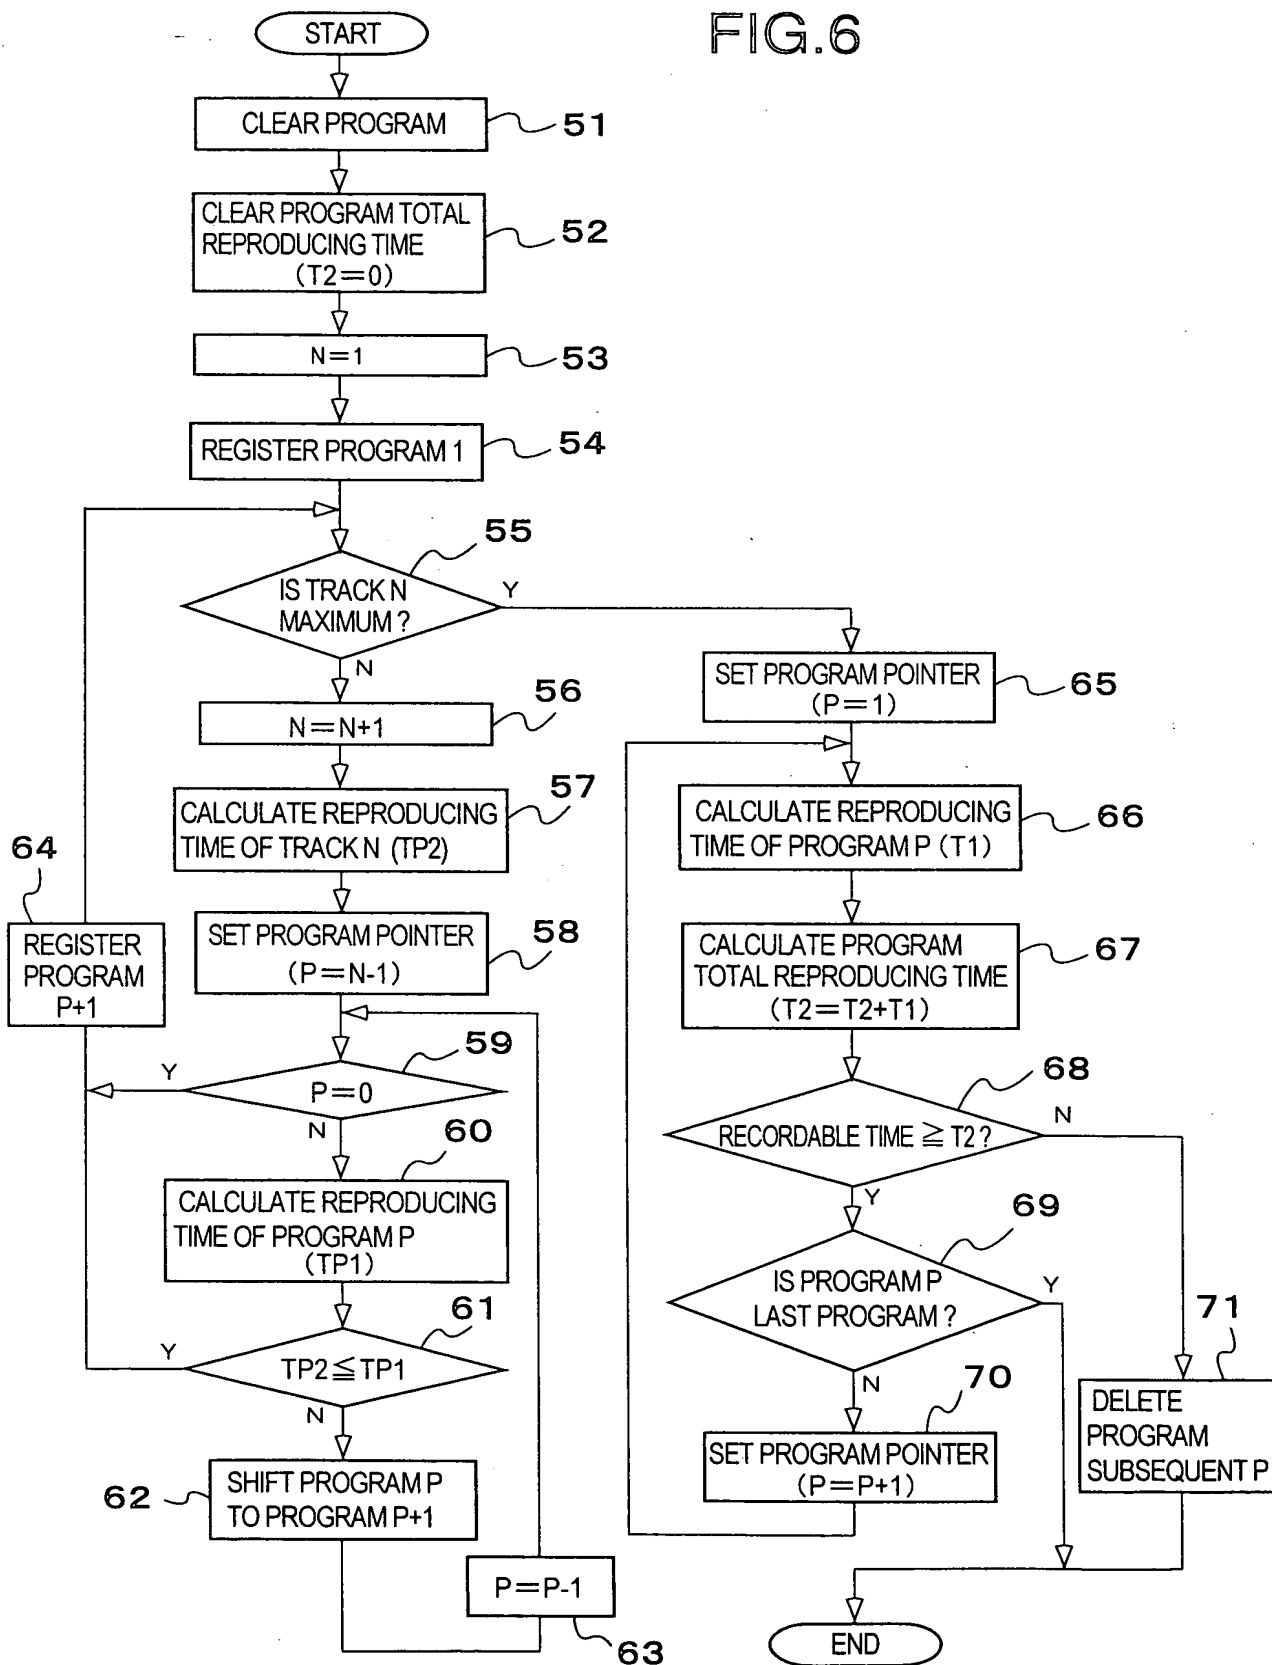 FIG.6
START
CLEAR PROGRAM
51
CLEAR PROGRAM TOTAL
REPRODUCING TIME
(T2=0)
52
N=1
53
REGISTER PROGRAM 1
54
55
IS TRACK N
MAXIMUM?
Y
N
N=N+1
56
CALCULATE REPRODUCING
TIME OF TRACK N (TP2)
57
SET PROGRAM POINTER
(P=N-1)
58
59
P=0
Y
N
60
CALCULATE REPRODUCING
TIME OF PROGRAM P
(TP1)
61
TP2≦TP1
Y
N
62
SHIFT PROGRAM P
TO PROGRAM P+1
P=P-1
63
64
REGISTER
PROGRAM
P+1
SET PROGRAM POINTER
(P=1)
65
CALCULATE REPRODUCING
TIME OF PROGRAM P (T1)
66
CALCULATE PROGRAM
TOTAL REPRODUCING TIME
(T2=T2+T1)
67
68
RECORDABLE TIME ≧ T2?
N
Y
69
IS PROGRAM P
LAST PROGRAM?
Y
N
70
SET PROGRAM POINTER
(P=P+1)
71
DELETE
PROGRAM
SUBSEQUENT P
END